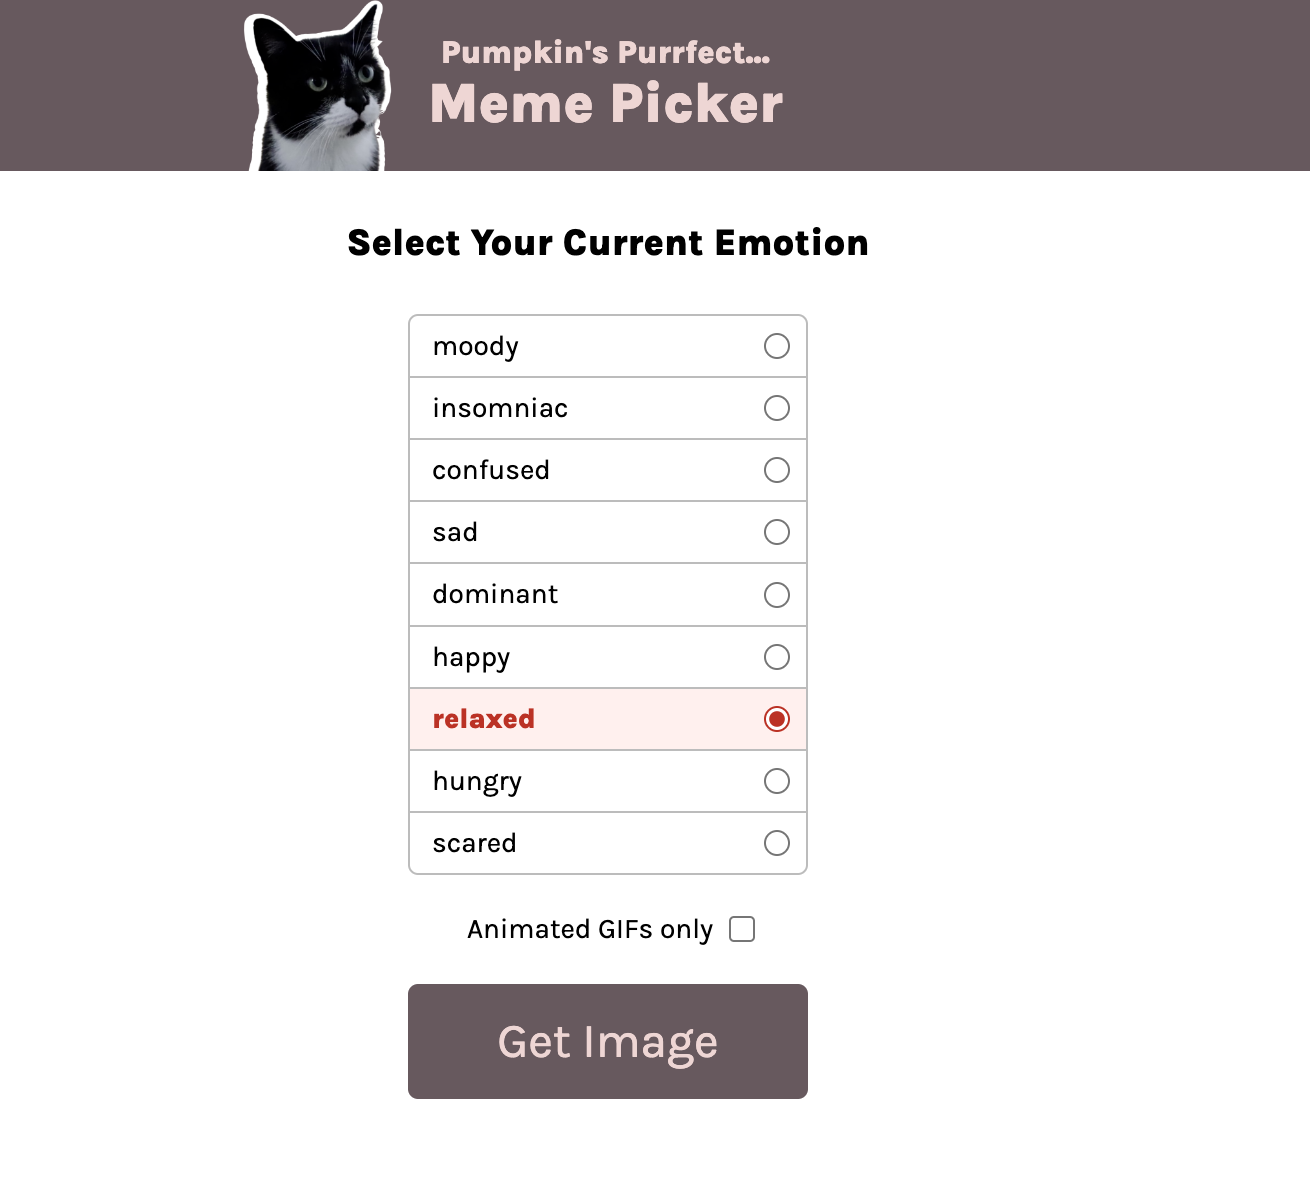 Pumpkin's Purrfect...
Meme Picker
Select Your Current Emotion
moody
insomniac
confused
sad
dominant
happy
relaxed
hungry
scared
Animated GIFs only
Get Image